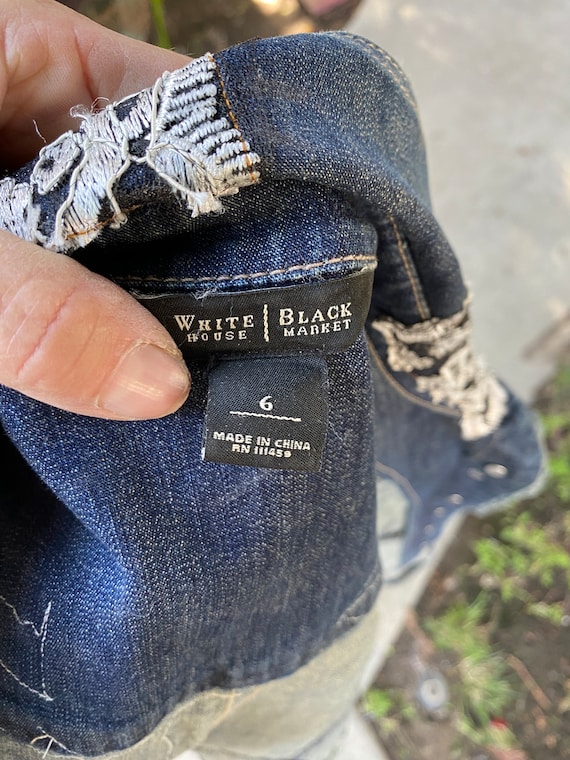 WHITE | BLACK
HOUSE | MARKET
6
MADE IN CHINA
RN 111459